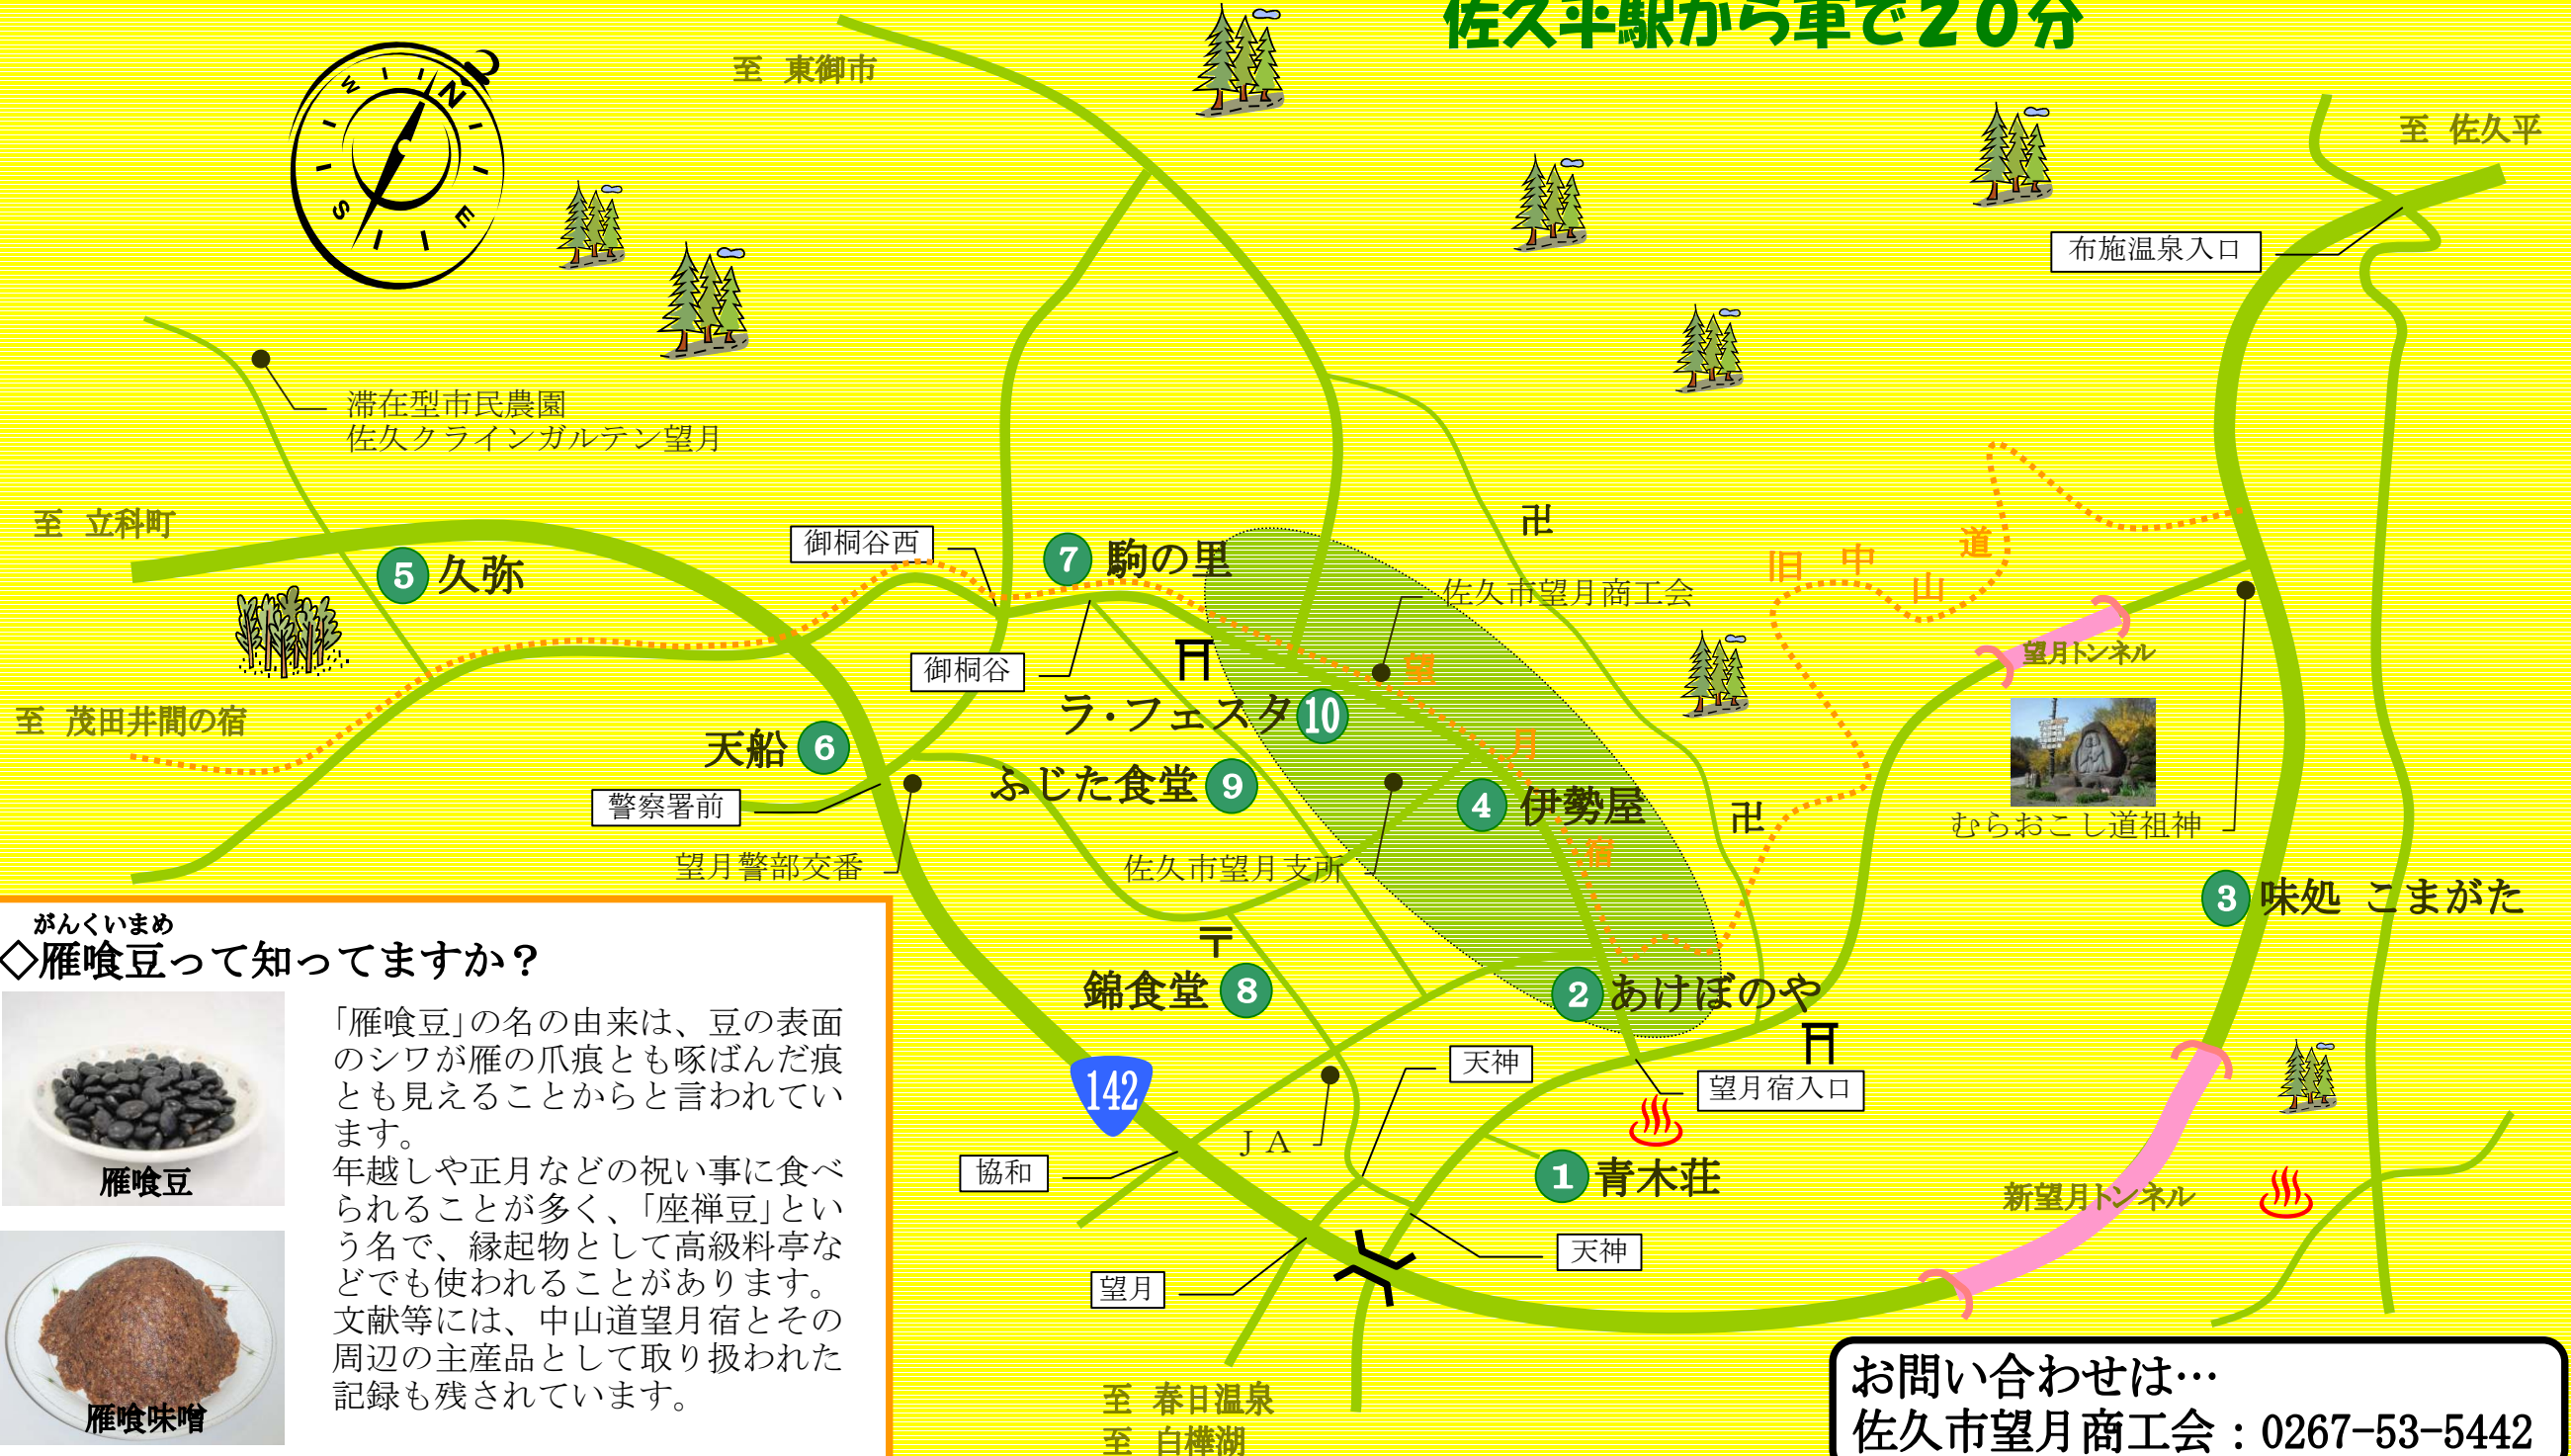 佐久平駅から車で20分
至 東御市
N
W
S
E
至 佐久平
布施温泉入口
滞在型市民農園
佐久クラインガルテン望月
至 立科町
5 久弥
御桐谷西
7 駒の里
佐久市望月商工会
旧中山道
御桐谷
望月トンネル
望月宿
至 茂田井間の宿
ラ・フェスタ 10
天船 6
ふじた食堂 9
4 伊勢屋
警察署前
むらおこし道祖神
望月警部交番
佐久市望月支所
3 味処 こまがた
〒
錦食堂 8
2 あけぼのや
天神
望月宿入口
142
JA
協和
1 青木荘
新望月トンネル
天神
望月
至 春日温泉
至 白樺湖
がんくいまめ
◇雁喰豆って知ってますか？
「雁喰豆」の名の由来は、豆の表面
のシワが雁の爪痕とも啄ばんだ痕
とも見えることからと言われてい
ます。
年越しや正月などの祝い事に食べ
られることが多く、「座禅豆」とい
う名で、縁起物として高級料亭な
どでも使われることがあります。
文献等には、中山道望月宿とその
周辺の主産品として取り扱われた
記録も残されています。
雁喰豆
雁喰味噌
お問い合わせは…
佐久市望月商工会：0267-53-5442